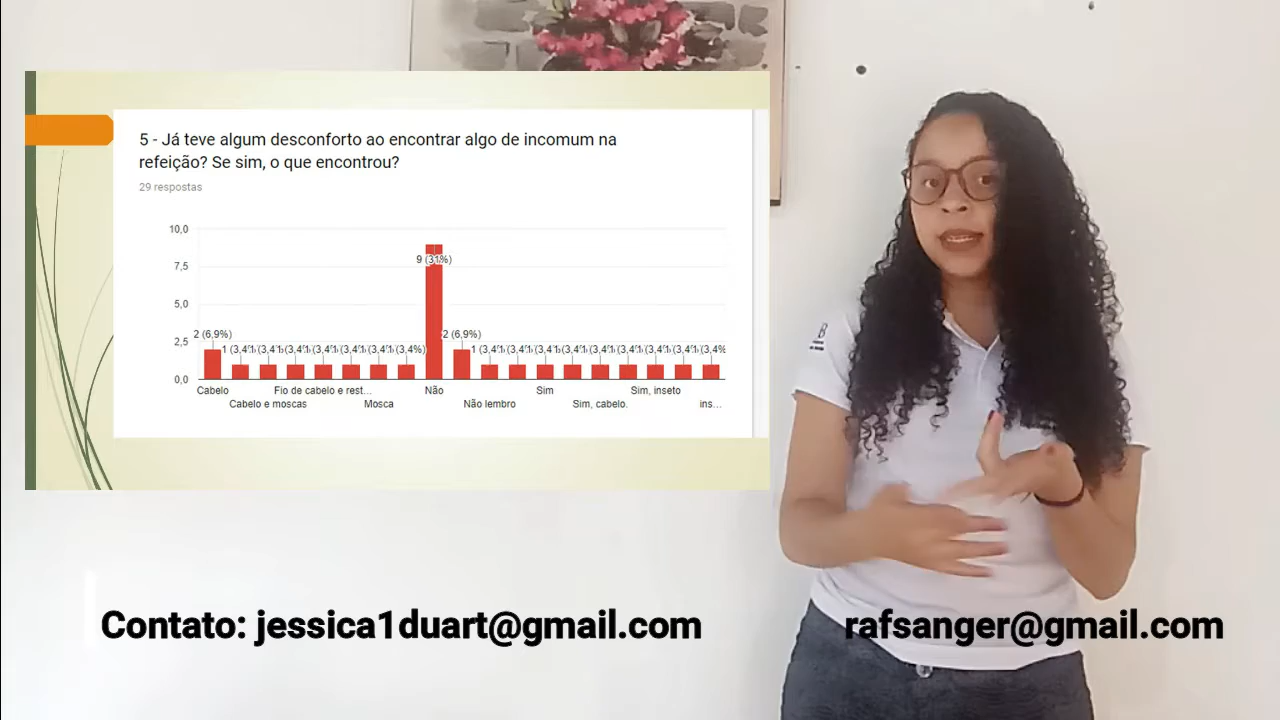 5 - Já teve algum desconforto ao encontrar algo de incomum na
refeição? Se sim, o que encontrou?
29 respostas
10,0
7,5
5,0
2,5
0,0
2 (6,9%)
9 (31%)
2 (6,9%)
Cabelo
Fio de cabelo e rest...
Não
Sim
Sim, inseto
Cabelo e moscas
Mosca
Não lembro
Sim, cabelo.
ins...
Contato: jessica1duart@gmail.com
rafsanger@gmail.com